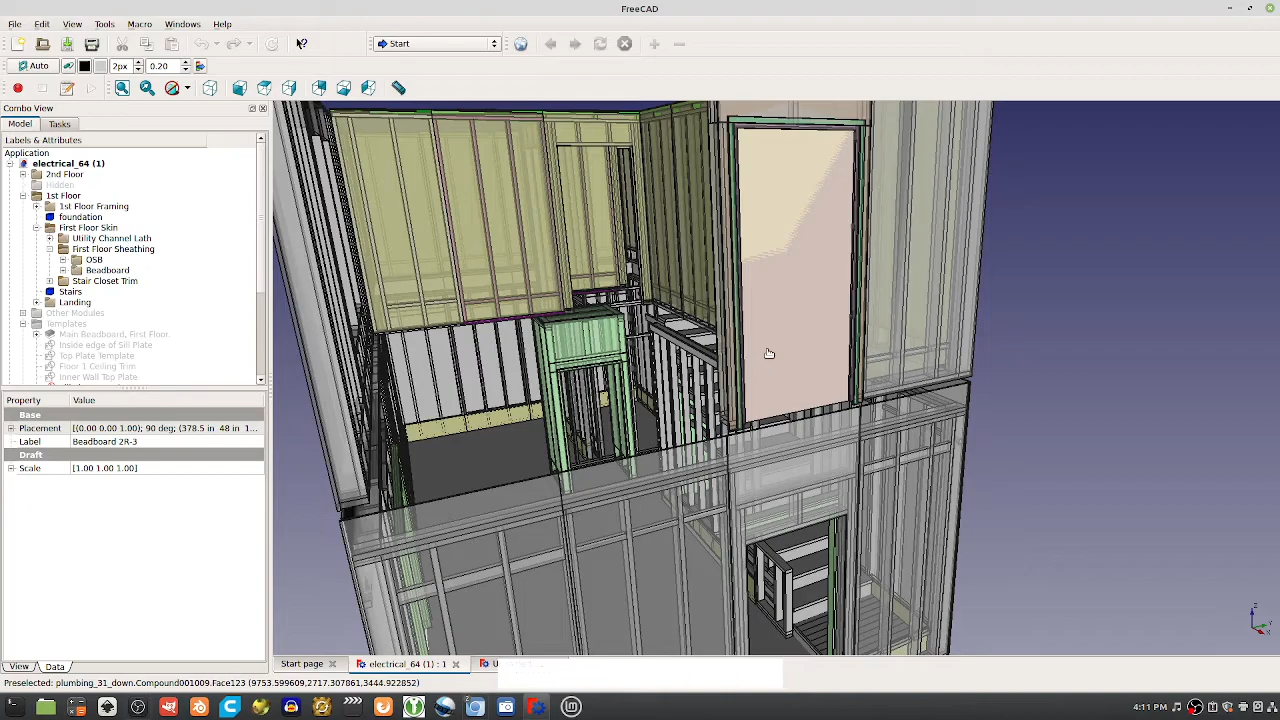 FreeCAD
File Edit View Tools Macro Windows Help
Start
Auto 2px 0.20
Combo View
Model Tasks
Labels & Attributes
Application
electrical_64 (1)
2nd Floor
Hidden
1st Floor
1st Floor Framing
foundation
First Floor Skin
Utility Channel Lath
First Floor Sheathing
OSB
Beadboard
Stair Closet Trim
Stairs
Landing
Other Modules
Templates
Main Beadboard, First Floor.
Inside edge of Sill Plate
Top Plate Template
Floor 1 Ceiling Trim
Inner Wall Top Plate
Property Value
Base
Placement [(0.00 0.00 1.00); 90 deg; (378.5 in 48 in 1...
Label Beadboard 2R-3
Draft
Scale [1.00 1.00 1.00]
View Data
Start page electrical_64 (1) : 1
Preselected: plumbing_31_down.Compound001009.Face123 (9753.599609,2717.307861,3444.922852)
4:11 PM